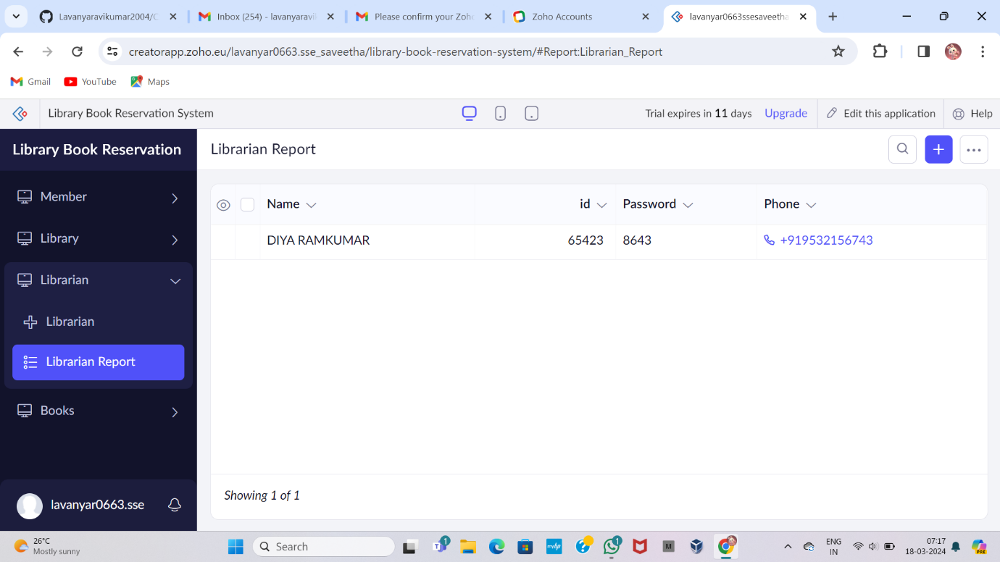 Lavanyaravikumar2004/C
Inbox (254) - lavanyaravi
Please confirm your Zoho
Zoho Accounts
lavanyar0663ssesaveetha
creatorapp.zoho.eu/lavanyar0663.sse_saveetha/library-book-reservation-system/#Report:Librarian_Report
Gmail YouTube Maps
Library Book Reservation System
Trial expires in 11 days Upgrade Edit this application Help
Library Book Reservation
Librarian Report
Member
Library
Librarian
Librarian
Librarian Report
Books
Name id Password Phone
DIYA RAMKUMAR 65423 8643 +919532156743
Showing 1 of 1
lavanyar0663.sse
26°C
Mostly sunny
Search
1
myhp
1
M
ENG
IN
07:17
18-03-2024
PRE